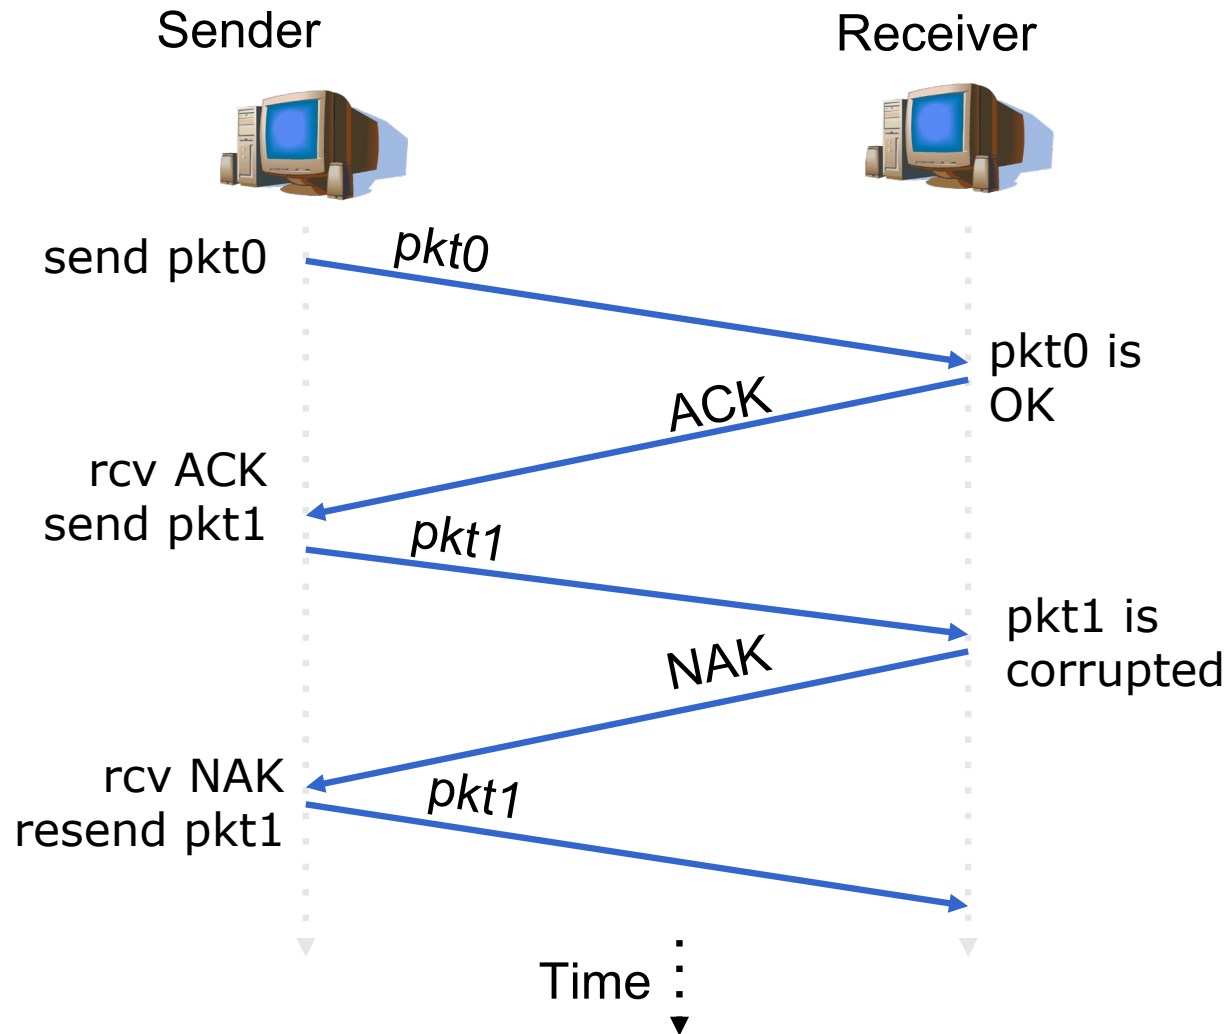 Sender
Receiver
send pkt0
pkt0
pkt0 is
OK
ACK
rcv ACK
send pkt1
pkt1
pkt1 is
corrupted
NAK
rcv NAK
resend pkt1
pkt1
Time